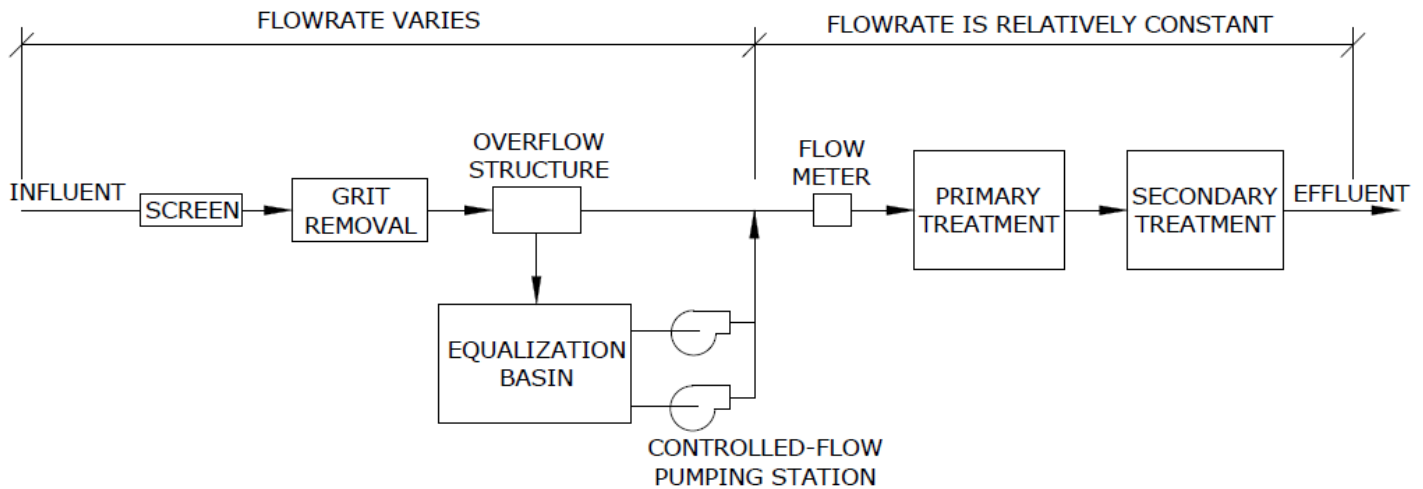 FLOWRATE VARIES
FLOWRATE IS RELATIVELY CONSTANT
OVERFLOW
STRUCTURE
FLOW
METER
INFLUENT
SCREEN
GRIT
REMOVAL
PRIMARY
TREATMENT
SECONDARY
TREATMENT
EFFLUENT
EQUALIZATION
BASIN
CONTROLLED-FLOW
PUMPING STATION